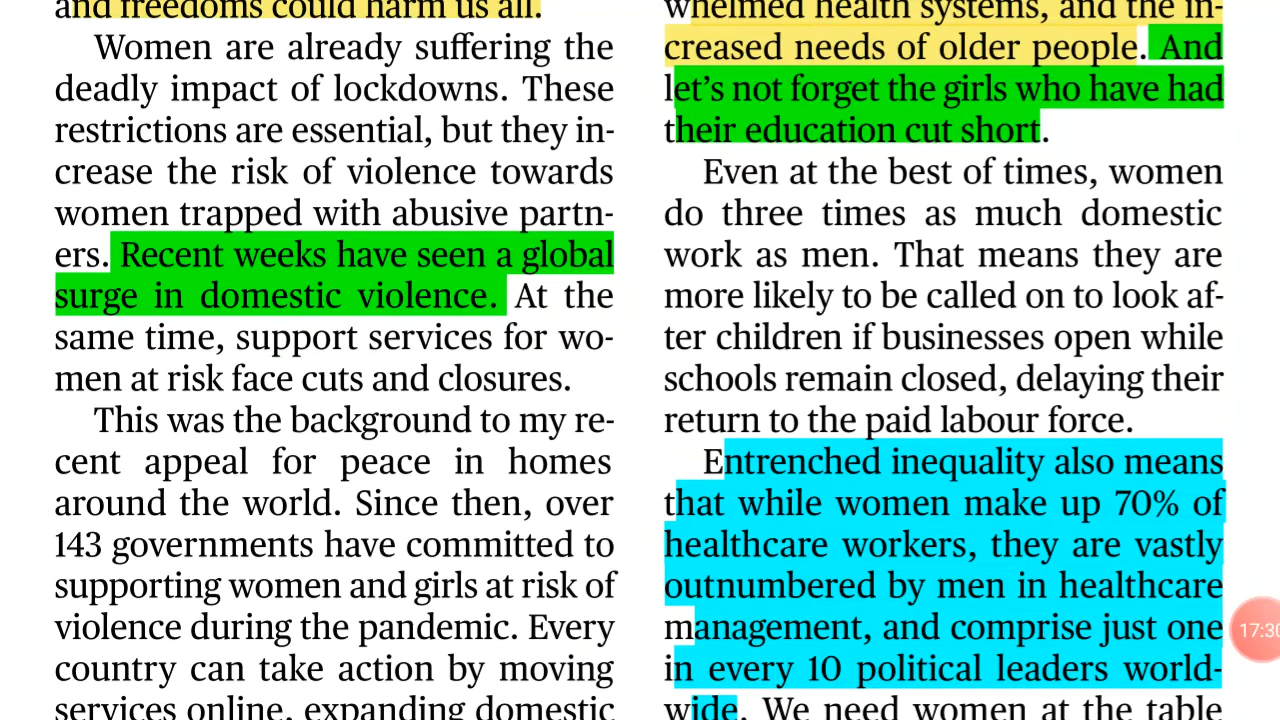 and freedoms could harm us all.
Women are already suffering the
deadly impact of lockdowns. These
restrictions are essential, but they in-
crease the risk of violence towards
women trapped with abusive partn-
ers. Recent weeks have seen a global
surge in domestic violence. At the
same time, support services for wo-
men at risk face cuts and closures.
This was the background to my re-
cent appeal for peace in homes
around the world. Since then, over
143 governments have committed to
supporting women and girls at risk of
violence during the pandemic. Every
country can take action by moving
services online, expanding domestic
whelmed health systems, and the in-
creased needs of older people. And
let’s not forget the girls who have had
their education cut short.
Even at the best of times, women
do three times as much domestic
work as men. That means they are
more likely to be called on to look af-
ter children if businesses open while
schools remain closed, delaying their
return to the paid labour force.
Entrenched inequality also means
that while women make up 70% of
healthcare workers, they are vastly
outnumbered by men in healthcare
management, and comprise just one
in every 10 political leaders world-
wide. We need women at the table
17:30